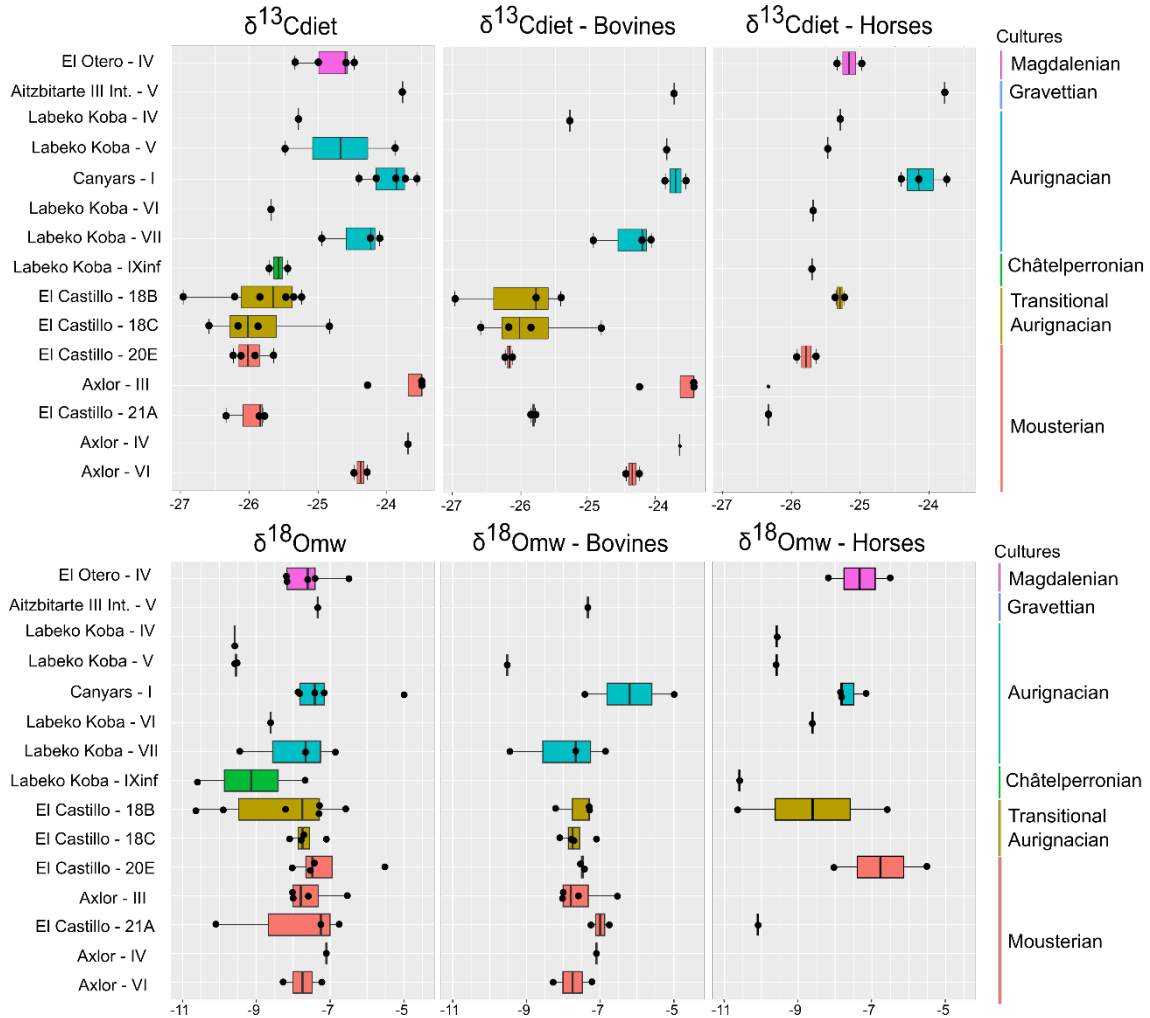 δ13Cdiet
δ13Cdiet - Bovines
δ13Cdiet - Horses
Cultures
El Otero - IV
Aitzbitarte III Int. - V
Labeko Koba - IV
Labeko Koba - V
Canyars - I
Labeko Koba - VI
Labeko Koba - VII
Labeko Koba - IXinf
El Castillo - 18B
El Castillo - 18C
El Castillo - 20E
Axlor - III
El Castillo - 21A
Axlor - IV
Axlor - VI
Magdalenian
Gravettian
Aurignacian
Châtelperronian
Transitional
Aurignacian
Mousterian
-27 -26 -25 -24
-27 -26 -25 -24
-27 -26 -25 -24
δ18Omw
δ18Omw - Bovines
δ18Omw - Horses
Cultures
El Otero - IV
Aitzbitarte III Int. - V
Labeko Koba - IV
Labeko Koba - V
Canyars - I
Labeko Koba - VI
Labeko Koba - VII
Labeko Koba - IXinf
El Castillo - 18B
El Castillo - 18C
El Castillo - 20E
Axlor - III
El Castillo - 21A
Axlor - IV
Axlor - VI
Magdalenian
Gravettian
Aurignacian
Châtelperronian
Transitional
Aurignacian
Mousterian
-11 -9 -7 -5
-11 -9 -7 -5
-11 -9 -7 -5